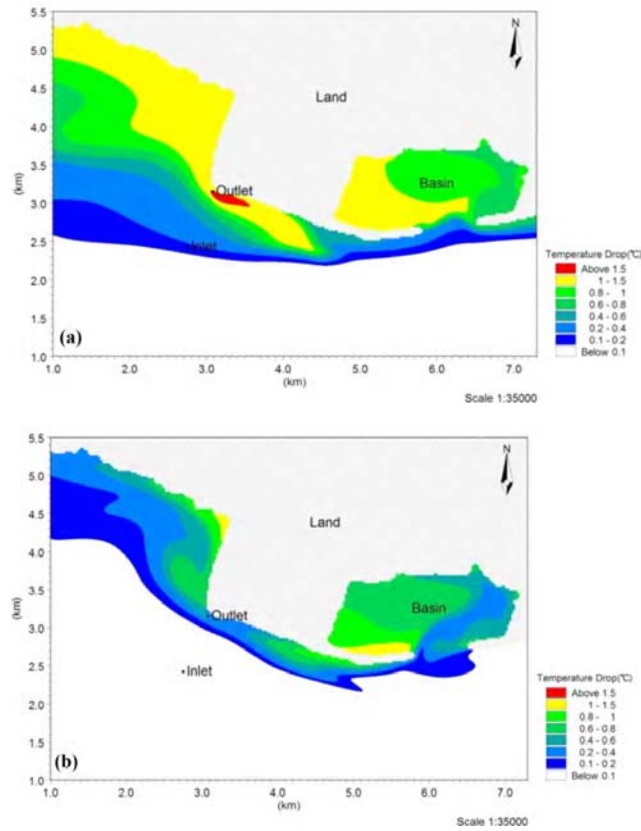 5.5
N
5.0
4.5
Land
4.0
3.5
(km)
Basin
Outlet
3.0
2.5
Inlet
Temperature Drop(℃)
2.0
Above 1.5
1 - 1.5
0.8 - 1
1.5
0.6 - 0.8
0.4 - 0.6
(a)
0.2 - 0.4
0.1 - 0.2
1.0
Below 0.1
1.0 2.0 3.0 4.0 5.0 6.0 7.0
(km)
Scale 1:35000
5.5
N
5.0
4.5
Land
4.0
3.5
(km)
Basin
Outlet
3.0
2.5
Inlet
Temperature Drop(℃)
2.0
Above 1.5
1 - 1.5
0.8 - 1
1.5
0.6 - 0.8
0.4 - 0.6
(b)
0.2 - 0.4
0.1 - 0.2
1.0
Below 0.1
1.0 2.0 3.0 4.0 5.0 6.0 7.0
(km)
Scale 1:35000